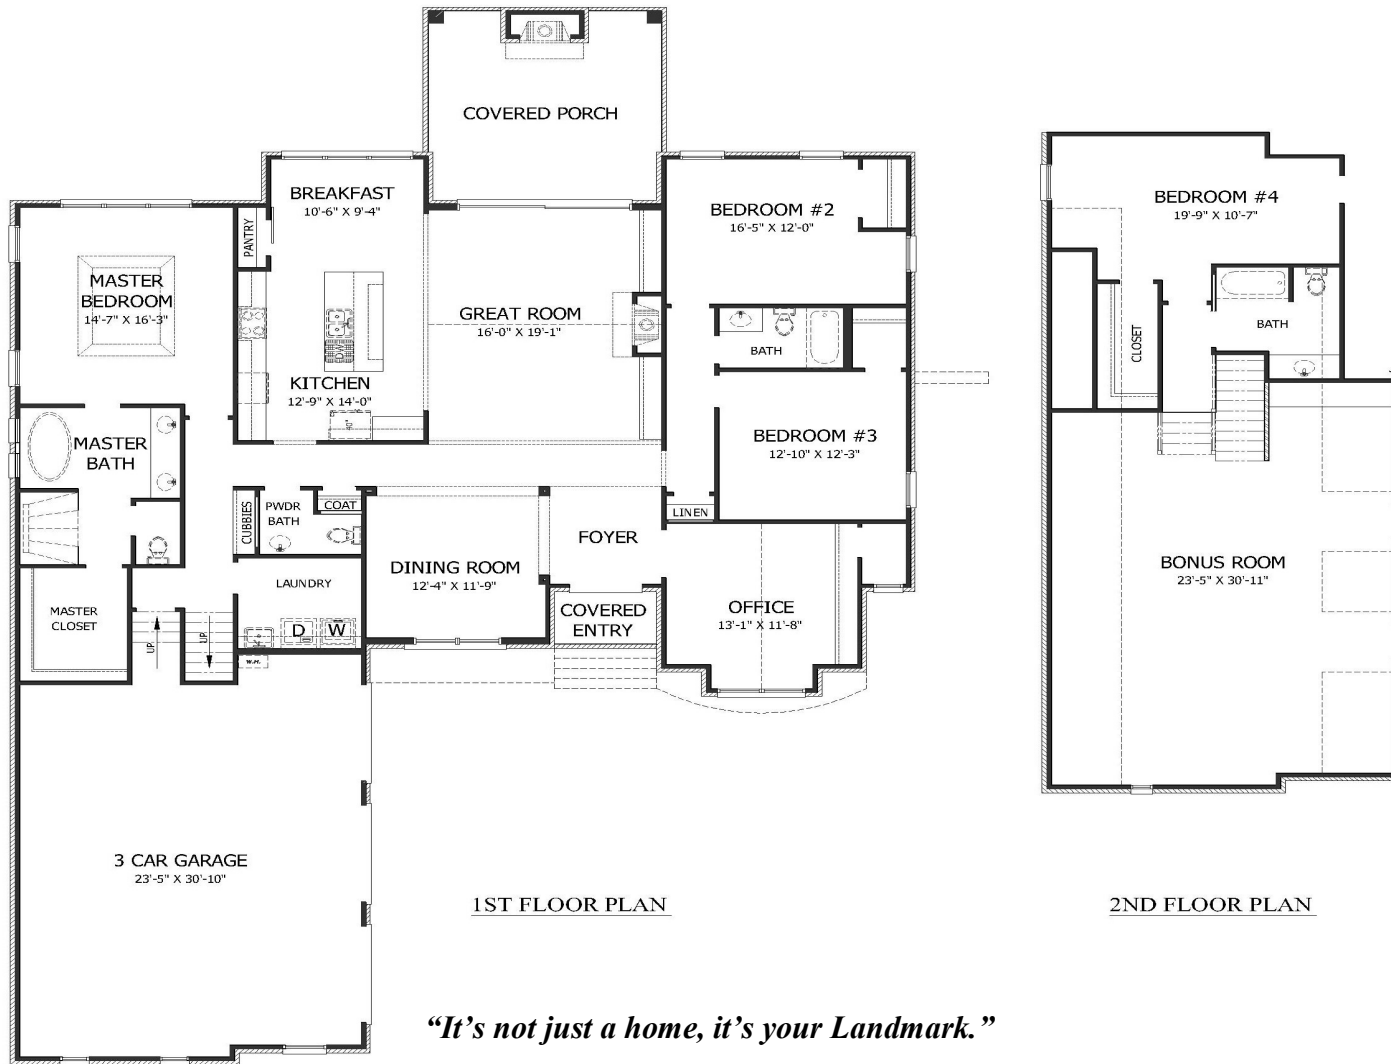 COVERED PORCH
BREAKFAST
10'-6" X 9'-4"
PANTRY
BEDROOM #2
16'-5" X 12'-0"
MASTER
BEDROOM
14'-7" X 16'-3"
GREAT ROOM
16'-0" X 19'-1"
DW
BATH
KITCHEN
12'-9" X 14'-0"
40"
MASTER
BATH
BEDROOM #3
12'-10" X 12'-3"
CUBBIES
PWDR
BATH
COAT
LINEN
FOYER
DINING ROOM
12'-4" X 11'-9"
LAUNDRY
D
W
W.H.
MASTER
CLOSET
UP
UP
COVERED
ENTRY
OFFICE
13'-1" X 11'-8"
3 CAR GARAGE
23'-5" X 30'-10"
1ST FLOOR PLAN
BEDROOM #4
19'-9" X 10'-7"
CLOSET
BATH
BONUS ROOM
23'-5" X 30'-11"
2ND FLOOR PLAN
“It’s not just a home, it’s your Landmark.”